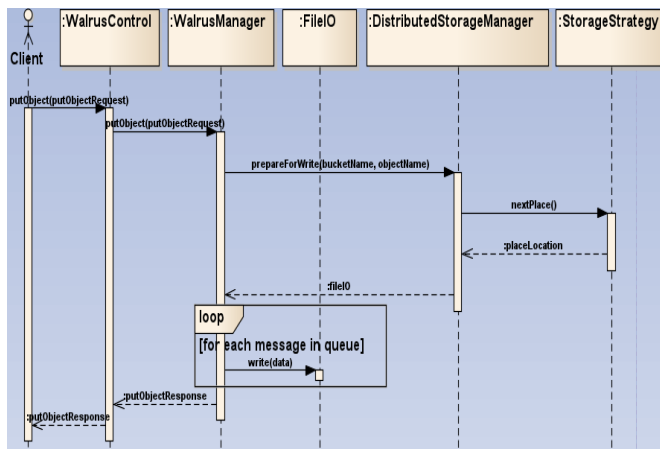 Client
:WalrusControl
:WalrusManager
:FileIO
:DistributedStorageManager
:StorageStrategy
putObject(putObjectRequest)
putObject(putObjectRequest)
prepareForWrite(bucketName, objectName)
nextPlace()
:placeLocation
:fileIO
loop
[for each message in queue]
write(data)
:putObjectResponse
:putObjectResponse